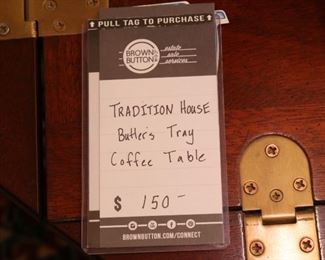 PULL TAG TO PURCHASE
BROWN
BUTTON
estate
sale
services
TRADITION HOUSE
Butler's Tray
Coffee Table
$ 150-
BROWNBUTTON.COM/CONNECT